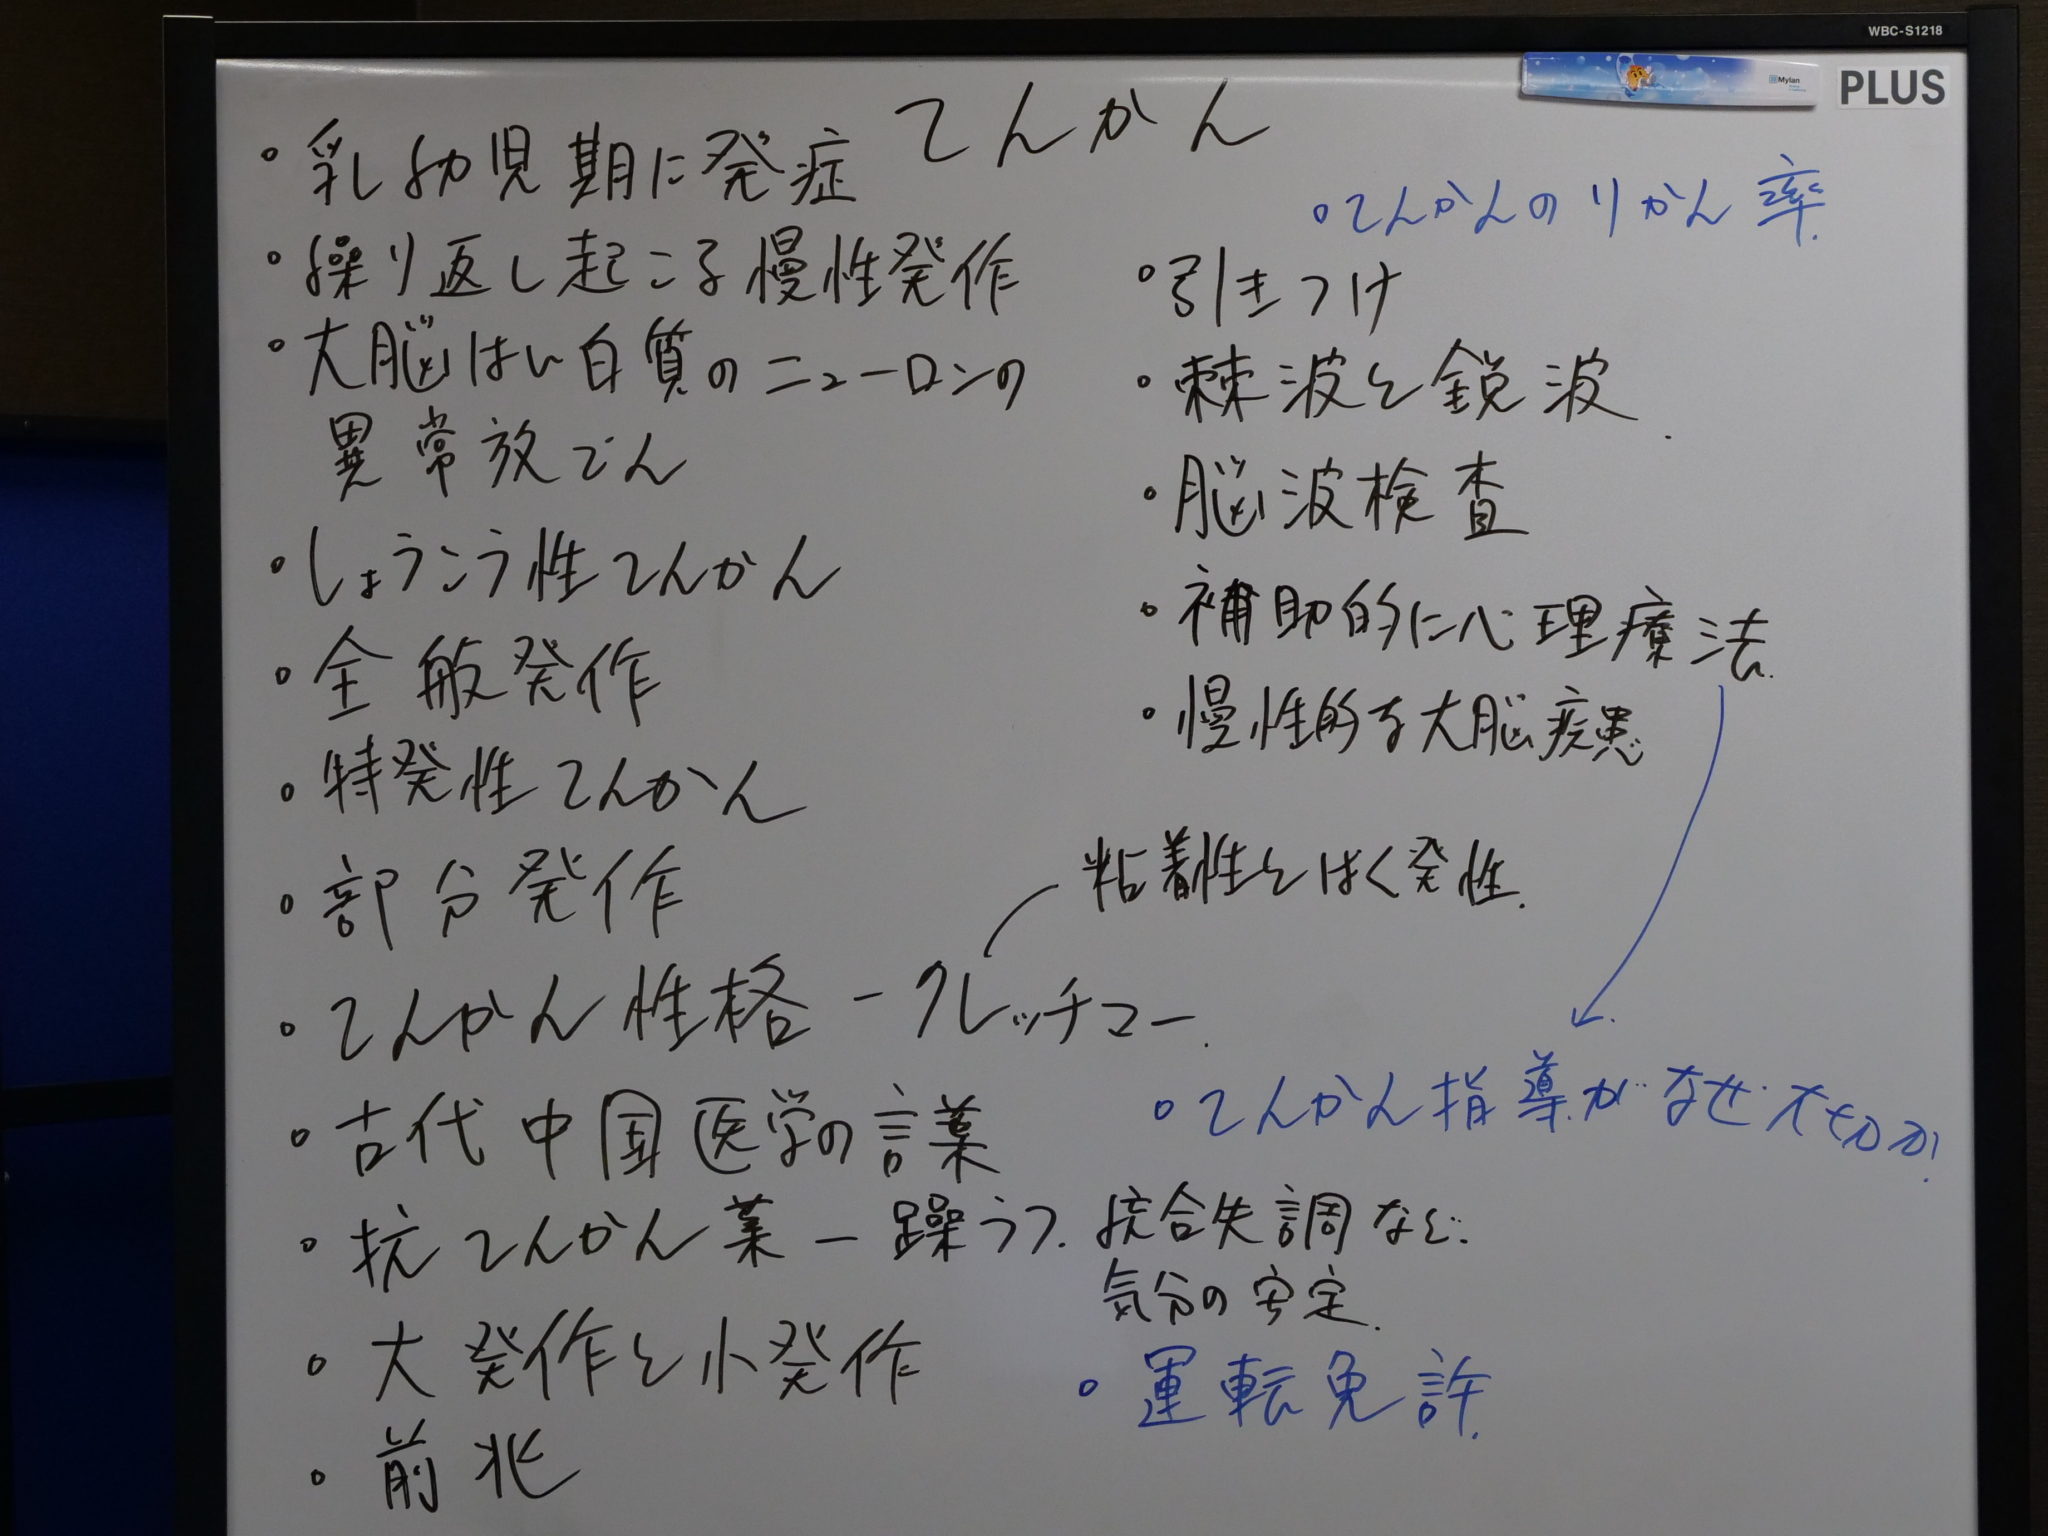 WBC-S1218
Mylan
PLUS
てんかん
・乳幼児期に発症
・繰り返し起こる慢性発作
・大脳はい白質のニューロンの
異常放でん
・しょうこう性てんかん
・全般発作
・特発性てんかん
・部分発作
・てんかん性格ークレッチマー.
粘着性とばく発性.
・古代中国医学の言葉
・抗てんかん薬ー躁うつ.統合失調など.
気分の安定.
・大発作と小発作
・前兆
・てんかんのりかん率.
・引きつけ
・棘波と鋭波.
・脳波検査
・補助的に心理療法.
・慢性的な大脳疾患
・てんかん指導がなぜ大切か.
・運転免許.